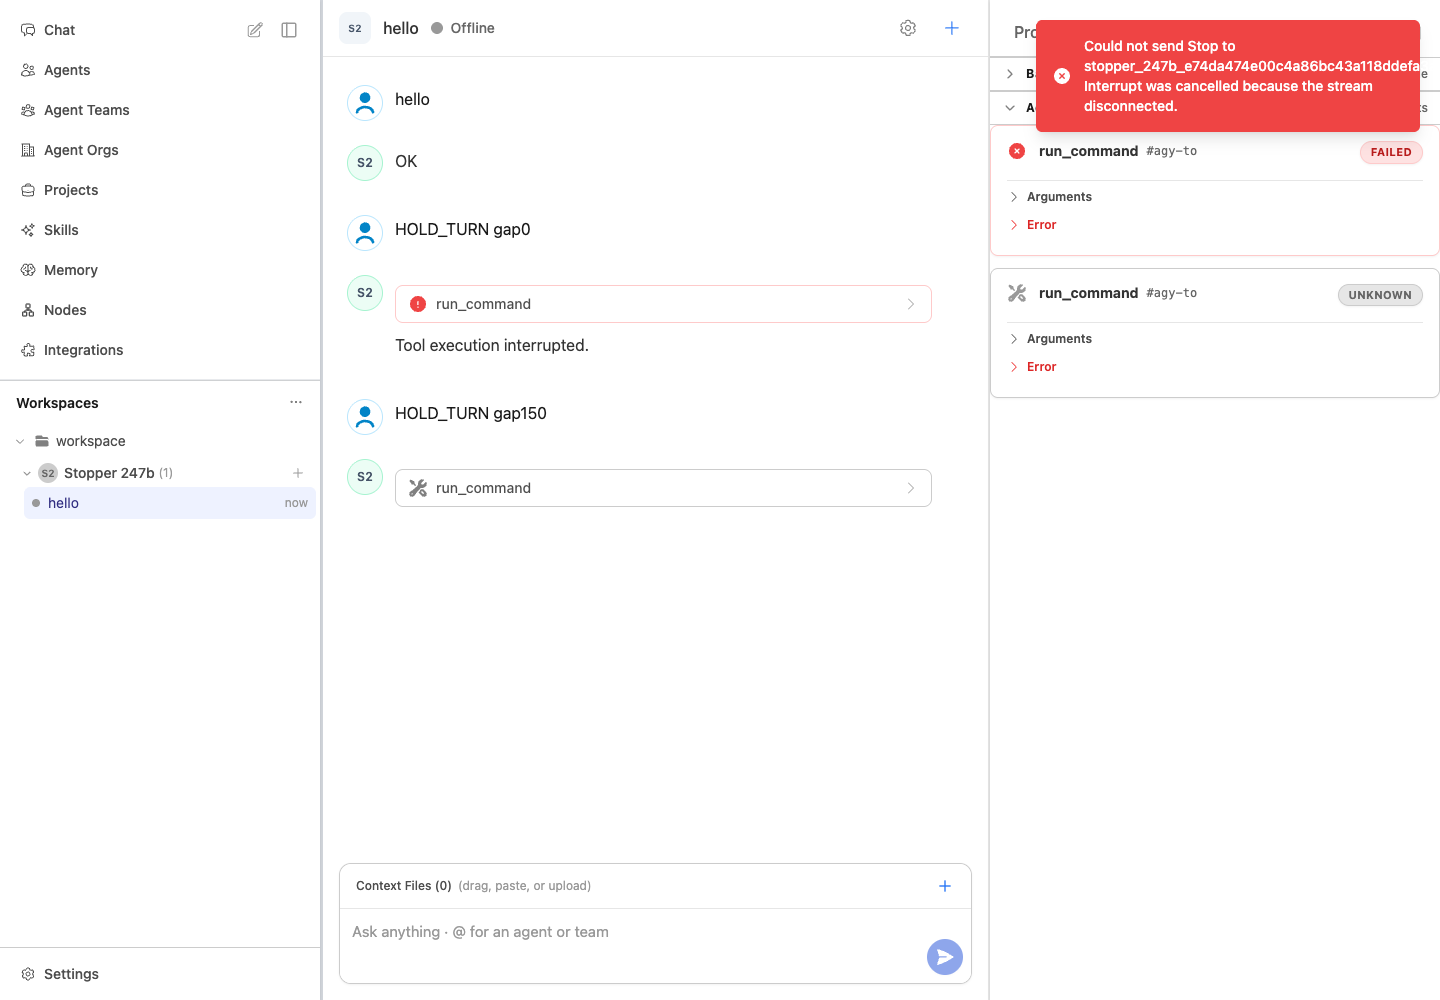 Chat
Agents
Agent Teams
Agent Orgs
Projects
Skills
Memory
Nodes
Integrations
Workspaces
workspace
S2 Stopper 247b (1)
hello now
Settings
S2 hello Offline
hello
S2 OK
HOLD_TURN gap0
S2 run_command
Tool execution interrupted.
HOLD_TURN gap150
S2 run_command
Context Files (0) (drag, paste, or upload)
Ask anything · @ for an agent or team
Could not send Stop to
stopper_247b_e74da474e00c4a86bc43a118ddefa
Interrupt was cancelled because the stream
disconnected.
run_command #agy-to FAILED
Arguments
Error
run_command #agy-to UNKNOWN
Arguments
Error